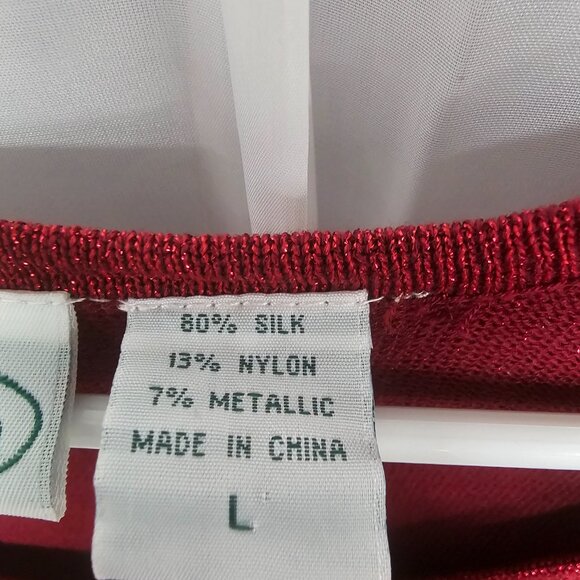 80% SILK
13% NYLON
7% METALLIC
MADE IN CHINA
L